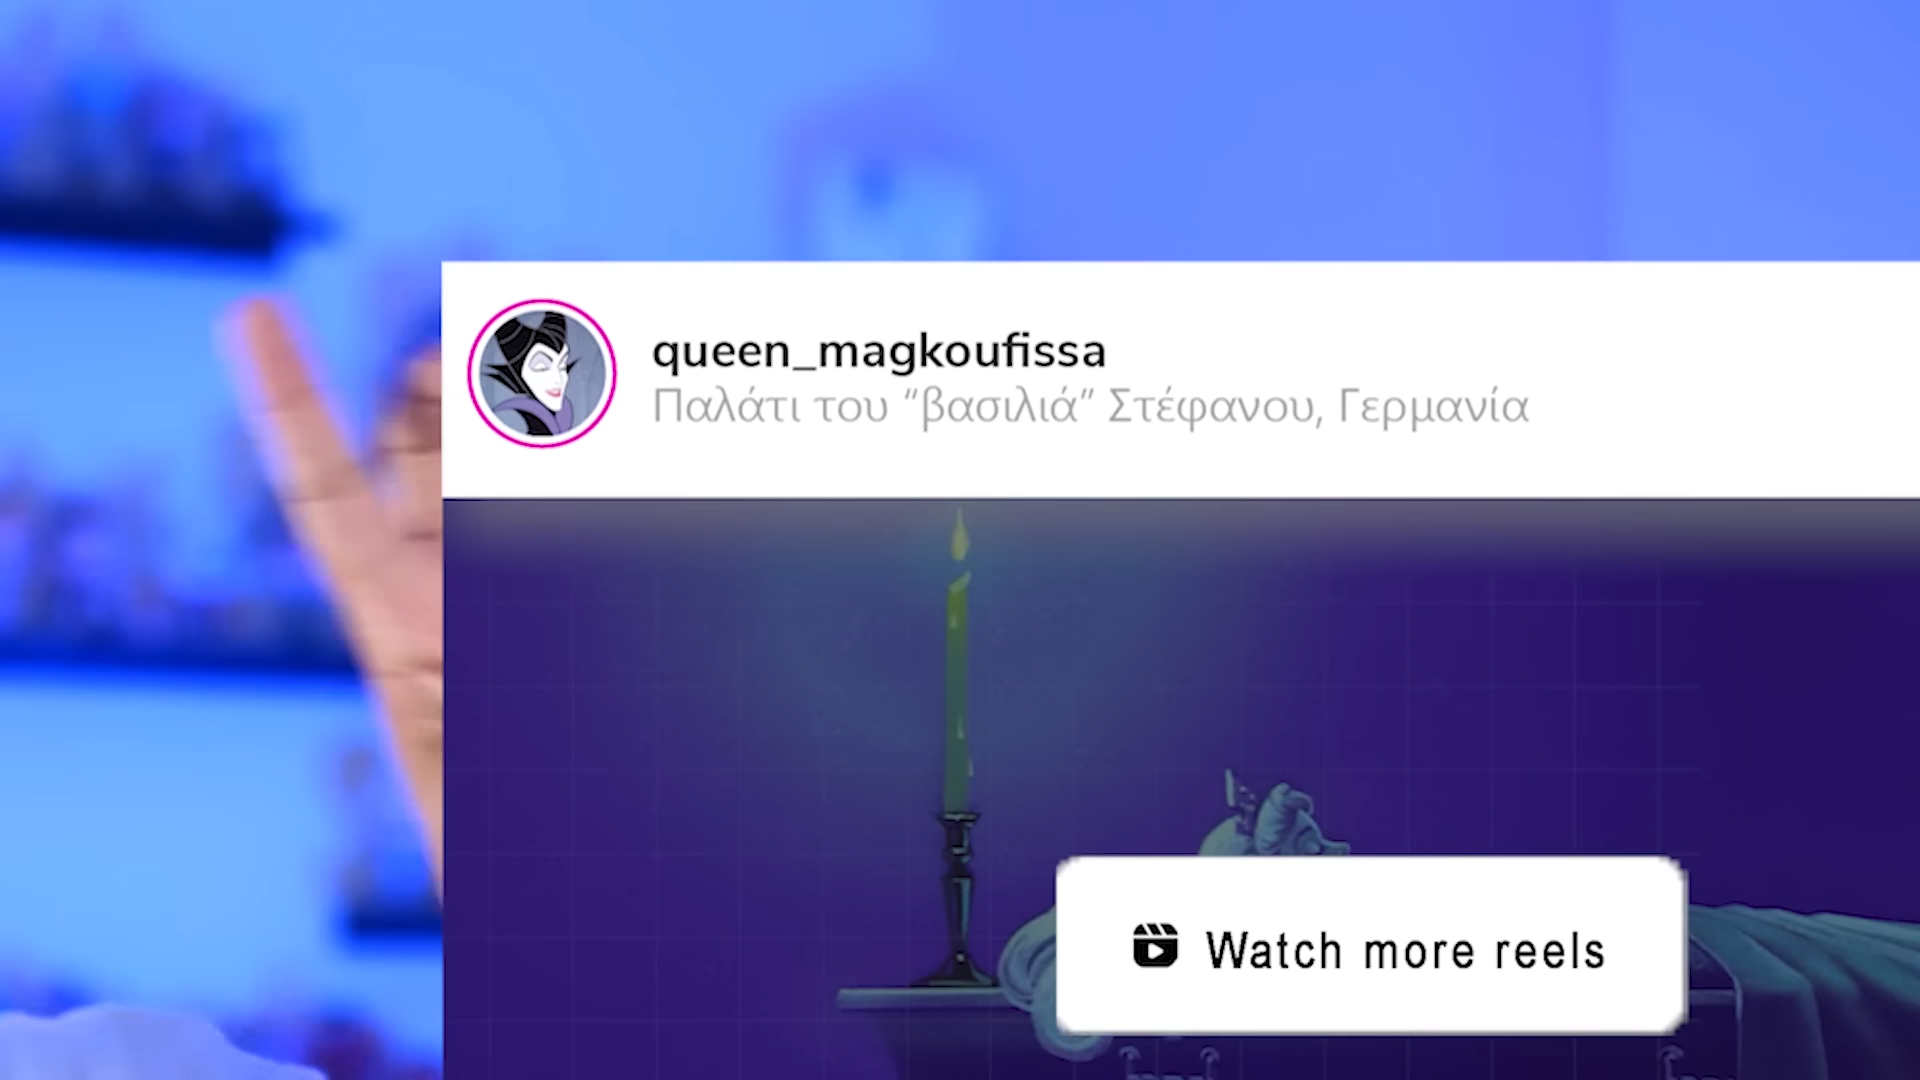 queen_magkoufissa
Παλάτι του “βασιλιά” Στέφανου, Γερμανία
Watch more reels